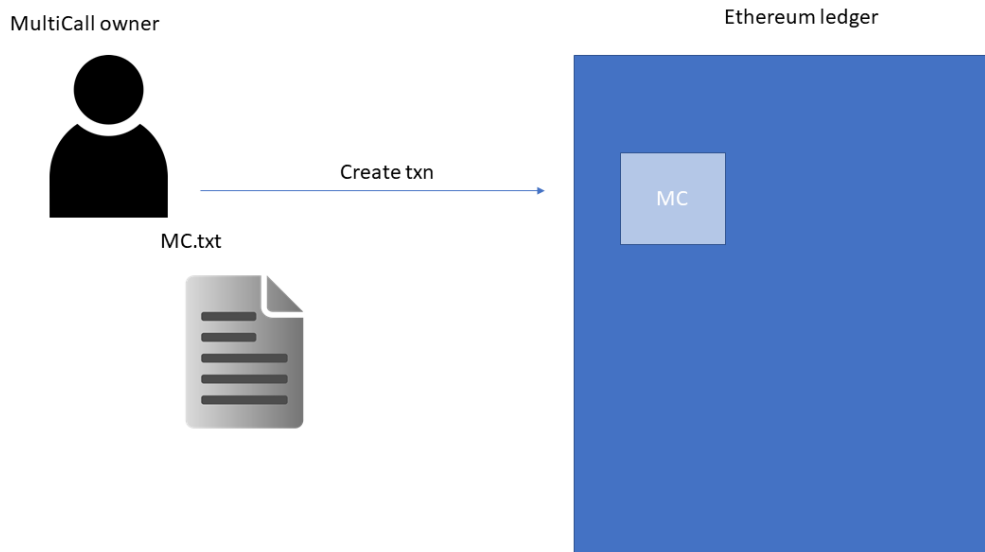 MultiCall owner
Ethereum ledger
Create txn
MC
MC.txt